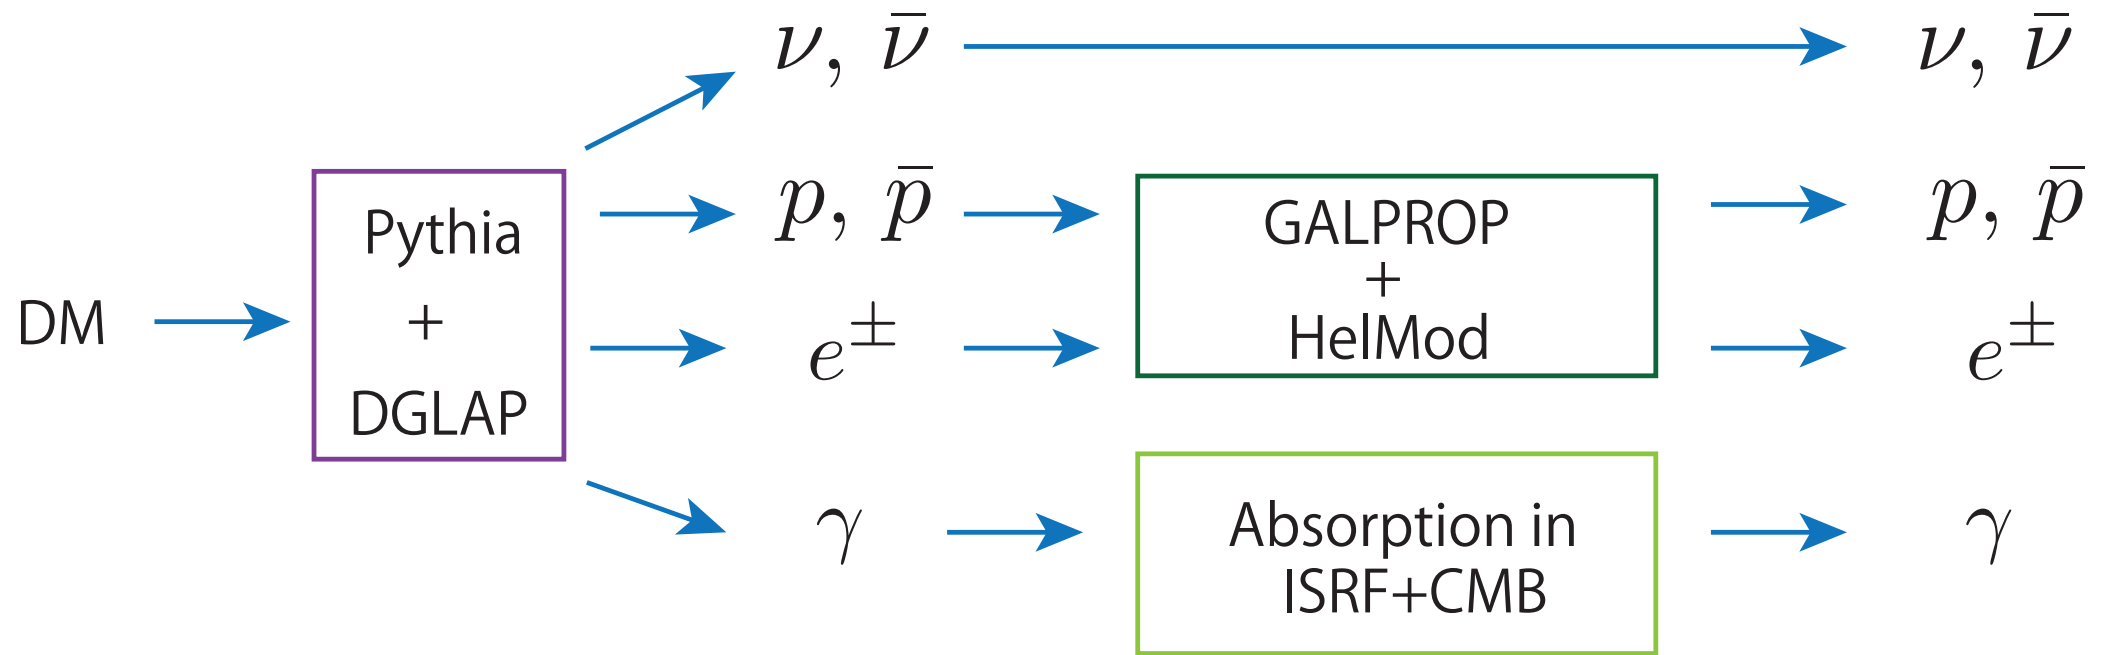 DM
Pythia
+
DGLAP
ν, ν̅
p, p̅
e±
γ
GALPROP
+
HelMod
Absorption in
ISRF+CMB
ν, ν̅
p, p̅
e±
γ